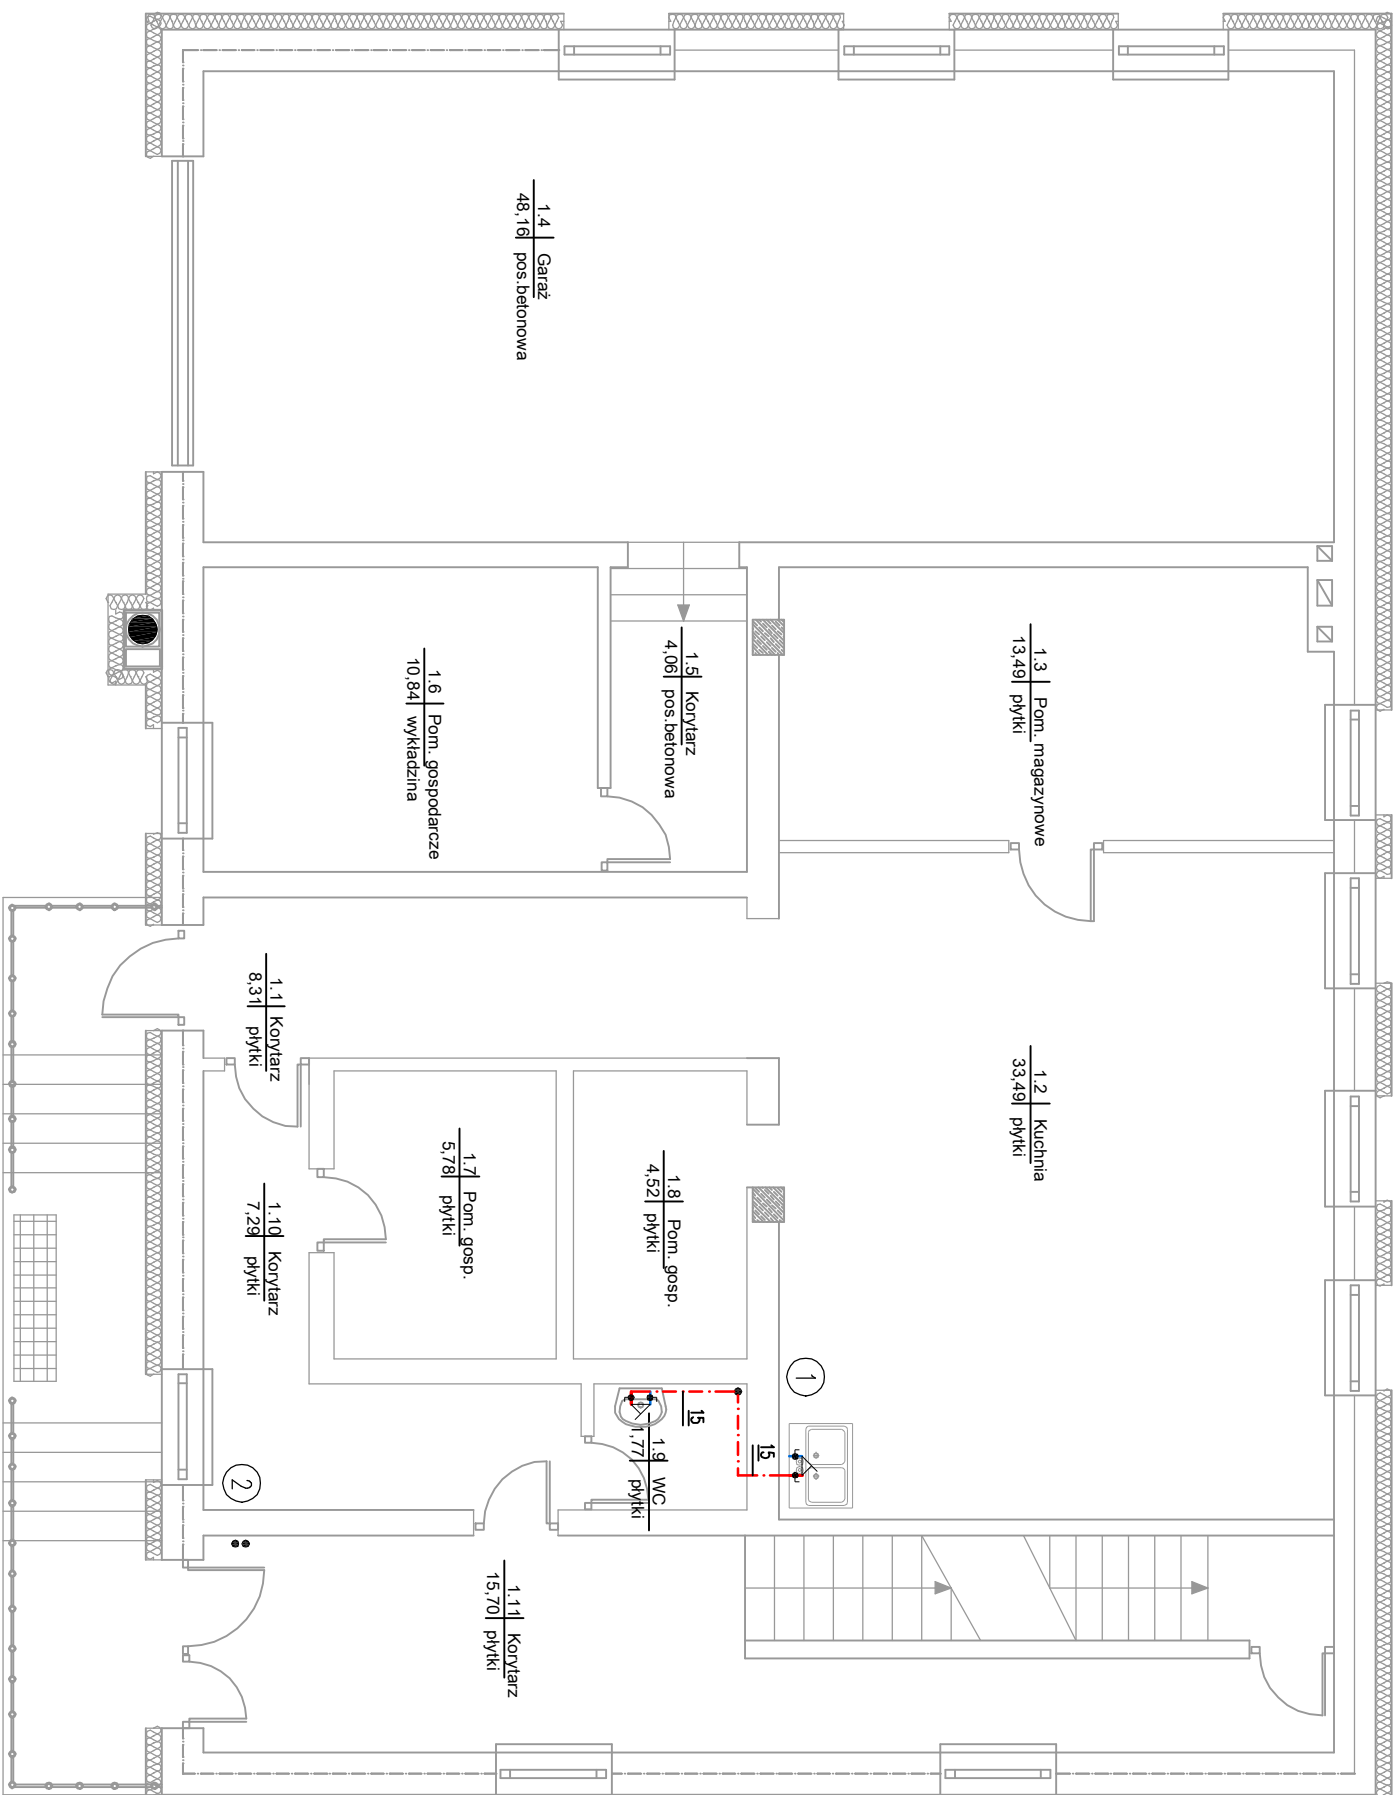 1.4 Garaż
48,16 pos.betonowa
1.3 Pom. magazynowe
13,49 płytki
1.5 Korytarz
4,06 pos.betonowa
1.6 Pom. gospodarcze
10,84 wykładzina
1.1 Korytarz
8,31 płytki
1.2 Kuchnia
33,49 płytki
1.8 Pom. gosp.
4,52 płytki
1.7 Pom. gosp.
5,78 płytki
1.10 Korytarz
7,29 płytki
1
15
15
1.9 WC
1,77 płytki
2
1.11 Korytarz
15,70 płytki